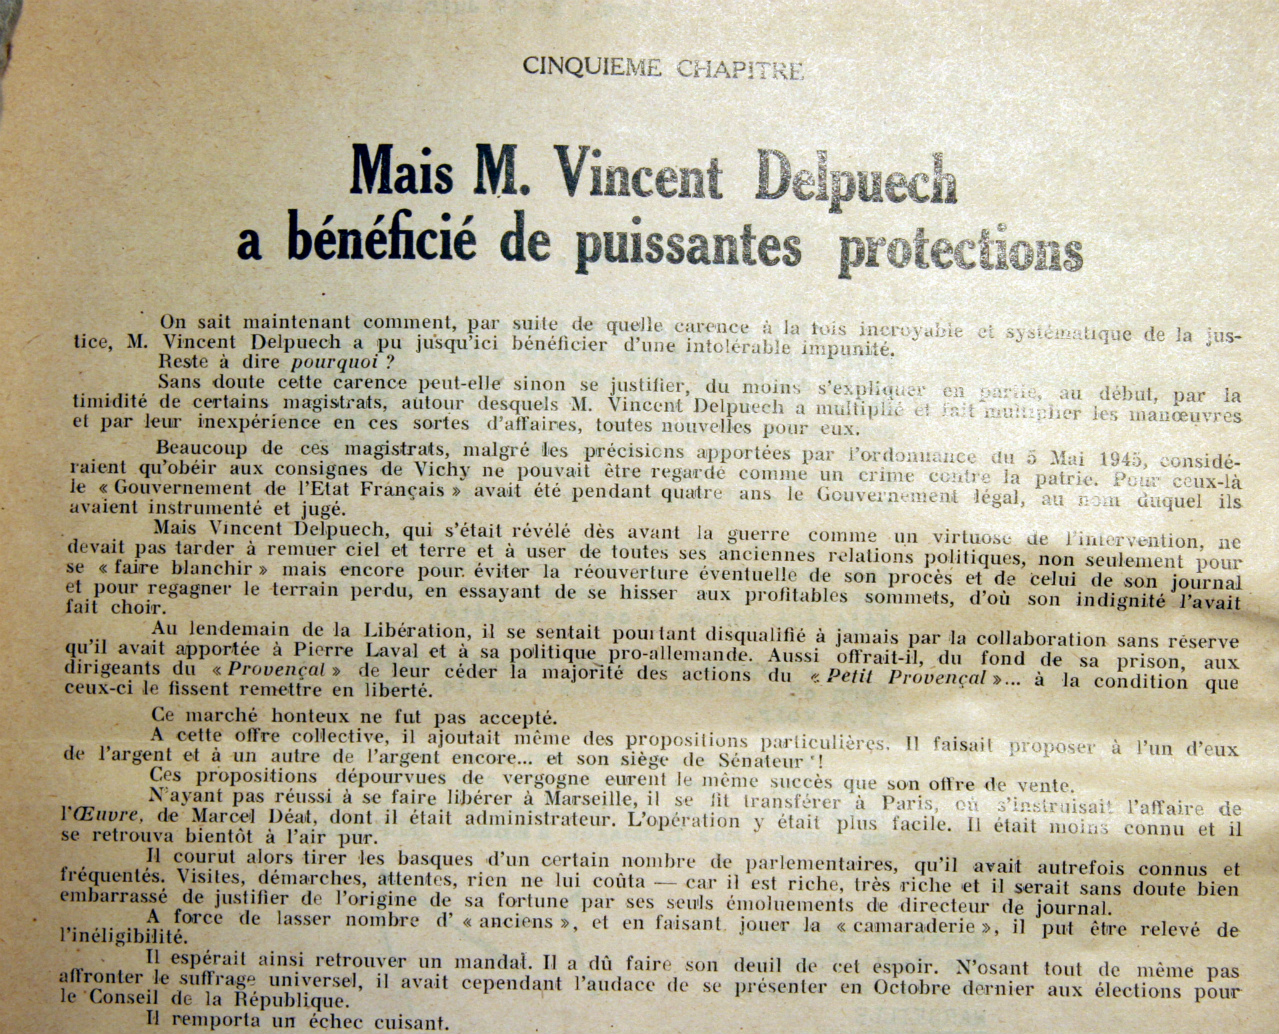 CINQUIEME CHAPITRE
Mais M. Vincent Delpuech
a bénéficié de puissantes protections
On sait maintenant comment, par suite de quelle carence à la fois incroyable et systématique de la jus-
tice, M. Vincent Delpuech a pu jusqu'ici bénéficier d'une intolérable impunité.
Reste à dire pourquoi ?
Sans doute cette carence peut-elle sinon se justifier, du moins s'expliquer en partie, au début, par la
timidité de certains magistrats, autour desquels M. Vincent Delpuech a multiplié et fait multiplier les manœuvres
et par leur inexpérience en ces sortes d'affaires, toutes nouvelles pour eux.
Beaucoup de ces magistrats, malgré les précisions apportées par l'ordonnance du 5 Mai 1945, considé-
raient qu'obéir aux consignes de Vichy ne pouvait être regardé comme un crime contre la patrie. Pour ceux-là
le « Gouvernement de l'Etat Français » avait été pendant quatre ans le Gouvernement légal, au nom duquel ils
avaient instrumenté et jugé.
Mais Vincent Delpuech, qui s'était révélé dès avant la guerre comme un virtuose de l'intervention, ne
devait pas tarder à remuer ciel et terre et à user de toutes ses anciennes relations politiques, non seulement pour
se « faire blanchir » mais encore pour éviter la réouverture éventuelle de son procès et de celui de son journal
et pour regagner le terrain perdu, en essayant de se hisser aux profitables sommets, d'où son indignité l'avait
fait choir.
Au lendemain de la Libération, il se sentait pourtant disqualifié à jamais par la collaboration sans réserve
qu'il avait apportée à Pierre Laval et à sa politique pro-allemande. Aussi offrait-il, du fond de sa prison, aux
dirigeants du « Provençal » de leur céder la majorité des actions du « Petit Provençal »... à la condition que
ceux-ci le fissent remettre en liberté.
Ce marché honteux ne fut pas accepté.
A cette offre collective, il ajoutait même des propositions particulières. Il faisait proposer à l'un d'eux
de l'argent et à un autre de l'argent encore... et son siège de Sénateur !
Ces propositions dépourvues de vergogne eurent le même succès que son offre de vente.
N'ayant pas réussi à se faire libérer à Marseille, il se fit transférer à Paris, où s'instruisait l'affaire de
l'Œuvre, de Marcel Déat, dont il était administrateur. L'opération y était plus facile. Il était moins connu et il
se retrouva bientôt à l'air pur.
Il courut alors tirer les basques d'un certain nombre de parlementaires, qu'il avait autrefois connus et
fréquentés. Visites, démarches, attentes, rien ne lui coûta — car il est riche, très riche et il serait sans doute bien
embarrassé de justifier de l'origine de sa fortune par ses seuls émoluements de directeur de journal.
A force de lasser nombre d' « anciens », et en faisant jouer la « camaraderie », il put être relevé de
l'inéligibilité.
Il espérait ainsi retrouver un mandat. Il a dû faire son deuil de cet espoir. N'osant tout de même pas
affronter le suffrage universel, il avait cependant l'audace de se présenter en Octobre dernier aux élections pour
le Conseil de la République.
Il remporta un échec cuisant.